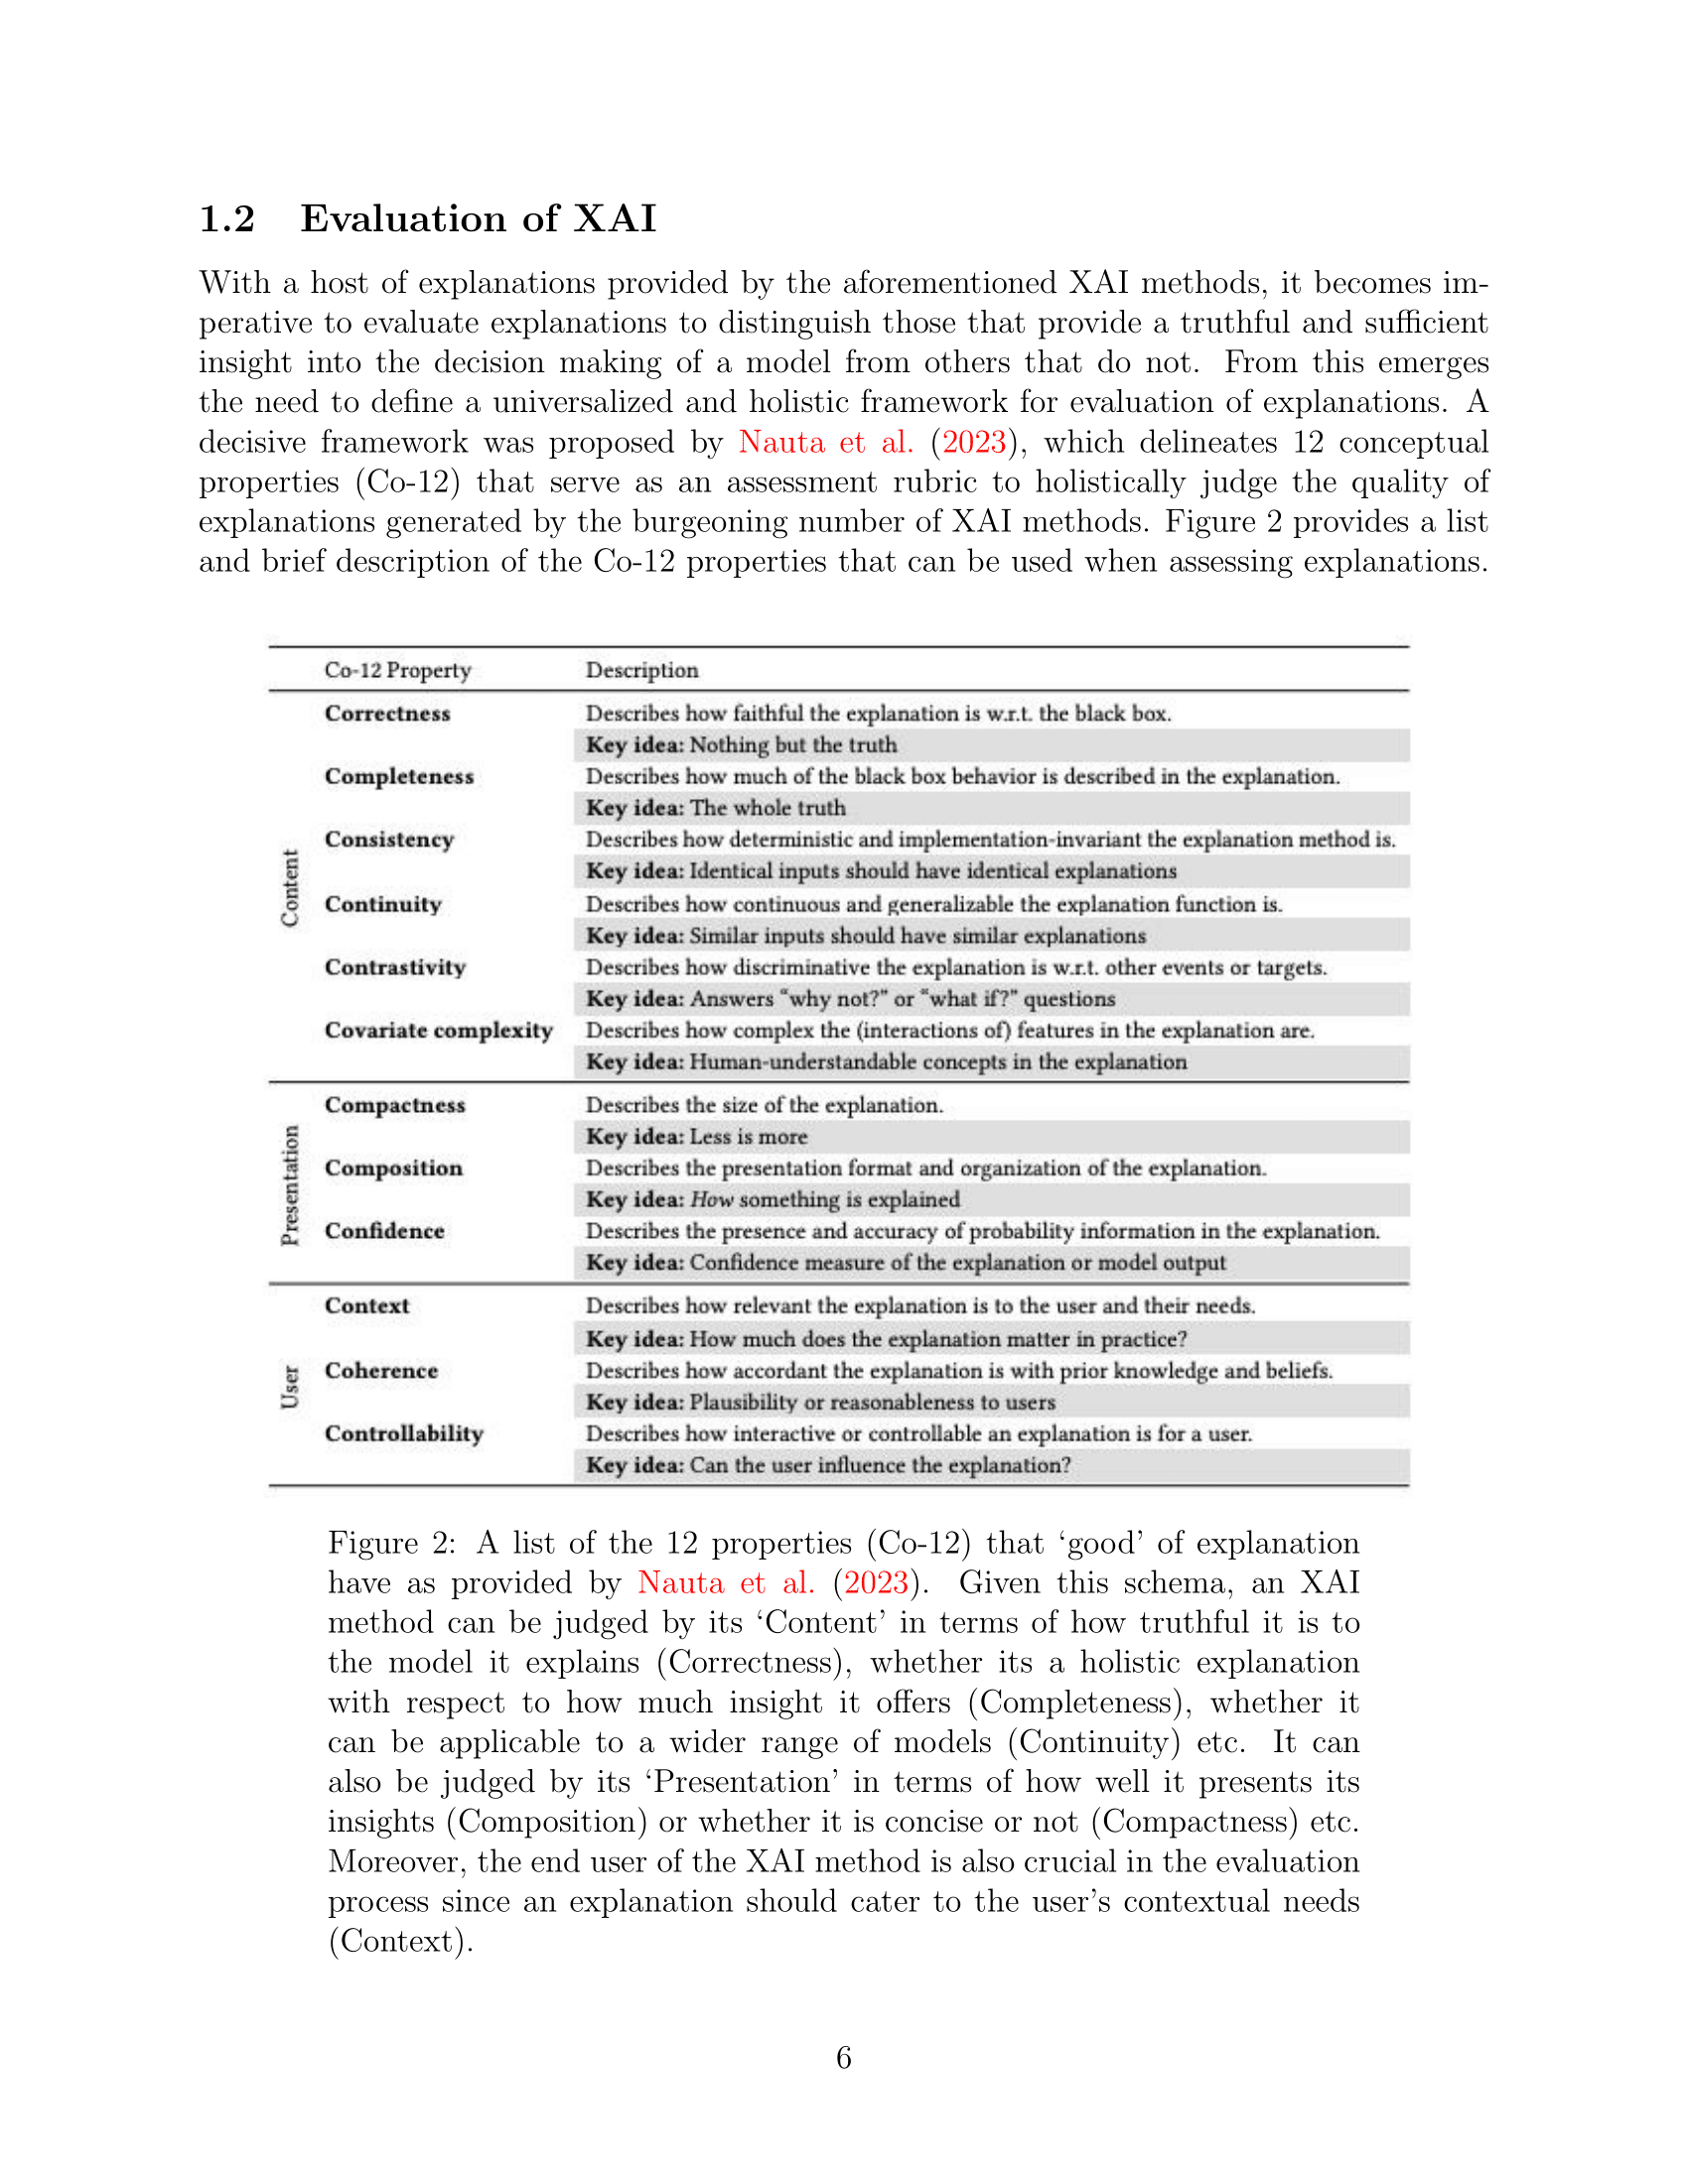 1.2 Evaluation of XAI
With a host of explanations provided by the aforementioned XAI methods, it becomes im-
perative to evaluate explanations to distinguish those that provide a truthful and sufficient
insight into the decision making of a model from others that do not. From this emerges
the need to define a universalized and holistic framework for evaluation of explanations. A
decisive framework was proposed by Nauta et al. (2023), which delineates 12 conceptual
properties (Co-12) that serve as an assessment rubric to holistically judge the quality of
explanations generated by the burgeoning number of XAI methods. Figure 2 provides a list
and brief description of the Co-12 properties that can be used when assessing explanations.
Co-12 Property Description
Content
Correctness Describes how faithful the explanation is w.r.t. the black box.
Key idea: Nothing but the truth
Completeness Describes how much of the black box behavior is described in the explanation.
Key idea: The whole truth
Consistency Describes how deterministic and implementation-invariant the explanation method is.
Key idea: Identical inputs should have identical explanations
Continuity Describes how continuous and generalizable the explanation function is.
Key idea: Similar inputs should have similar explanations
Contrastivity Describes how discriminative the explanation is w.r.t. other events or targets.
Key idea: Answers “why not?” or “what if?” questions
Covariate complexity Describes how complex the (interactions of) features in the explanation are.
Key idea: Human-understandable concepts in the explanation
Presentation
Compactness Describes the size of the explanation.
Key idea: Less is more
Composition Describes the presentation format and organization of the explanation.
Key idea: How something is explained
Confidence Describes the presence and accuracy of probability information in the explanation.
Key idea: Confidence measure of the explanation or model output
User
Context Describes how relevant the explanation is to the user and their needs.
Key idea: How much does the explanation matter in practice?
Coherence Describes how accordant the explanation is with prior knowledge and beliefs.
Key idea: Plausibility or reasonableness to users
Controllability Describes how interactive or controllable an explanation is for a user.
Key idea: Can the user influence the explanation?
Figure 2: A list of the 12 properties (Co-12) that ‘good’ of explanation
have as provided by Nauta et al. (2023). Given this schema, an XAI
method can be judged by its ‘Content’ in terms of how truthful it is to
the model it explains (Correctness), whether its a holistic explanation
with respect to how much insight it offers (Completeness), whether it
can be applicable to a wider range of models (Continuity) etc. It can
also be judged by its ‘Presentation’ in terms of how well it presents its
insights (Composition) or whether it is concise or not (Compactness) etc.
Moreover, the end user of the XAI method is also crucial in the evaluation
process since an explanation should cater to the user’s contextual needs
(Context).
6